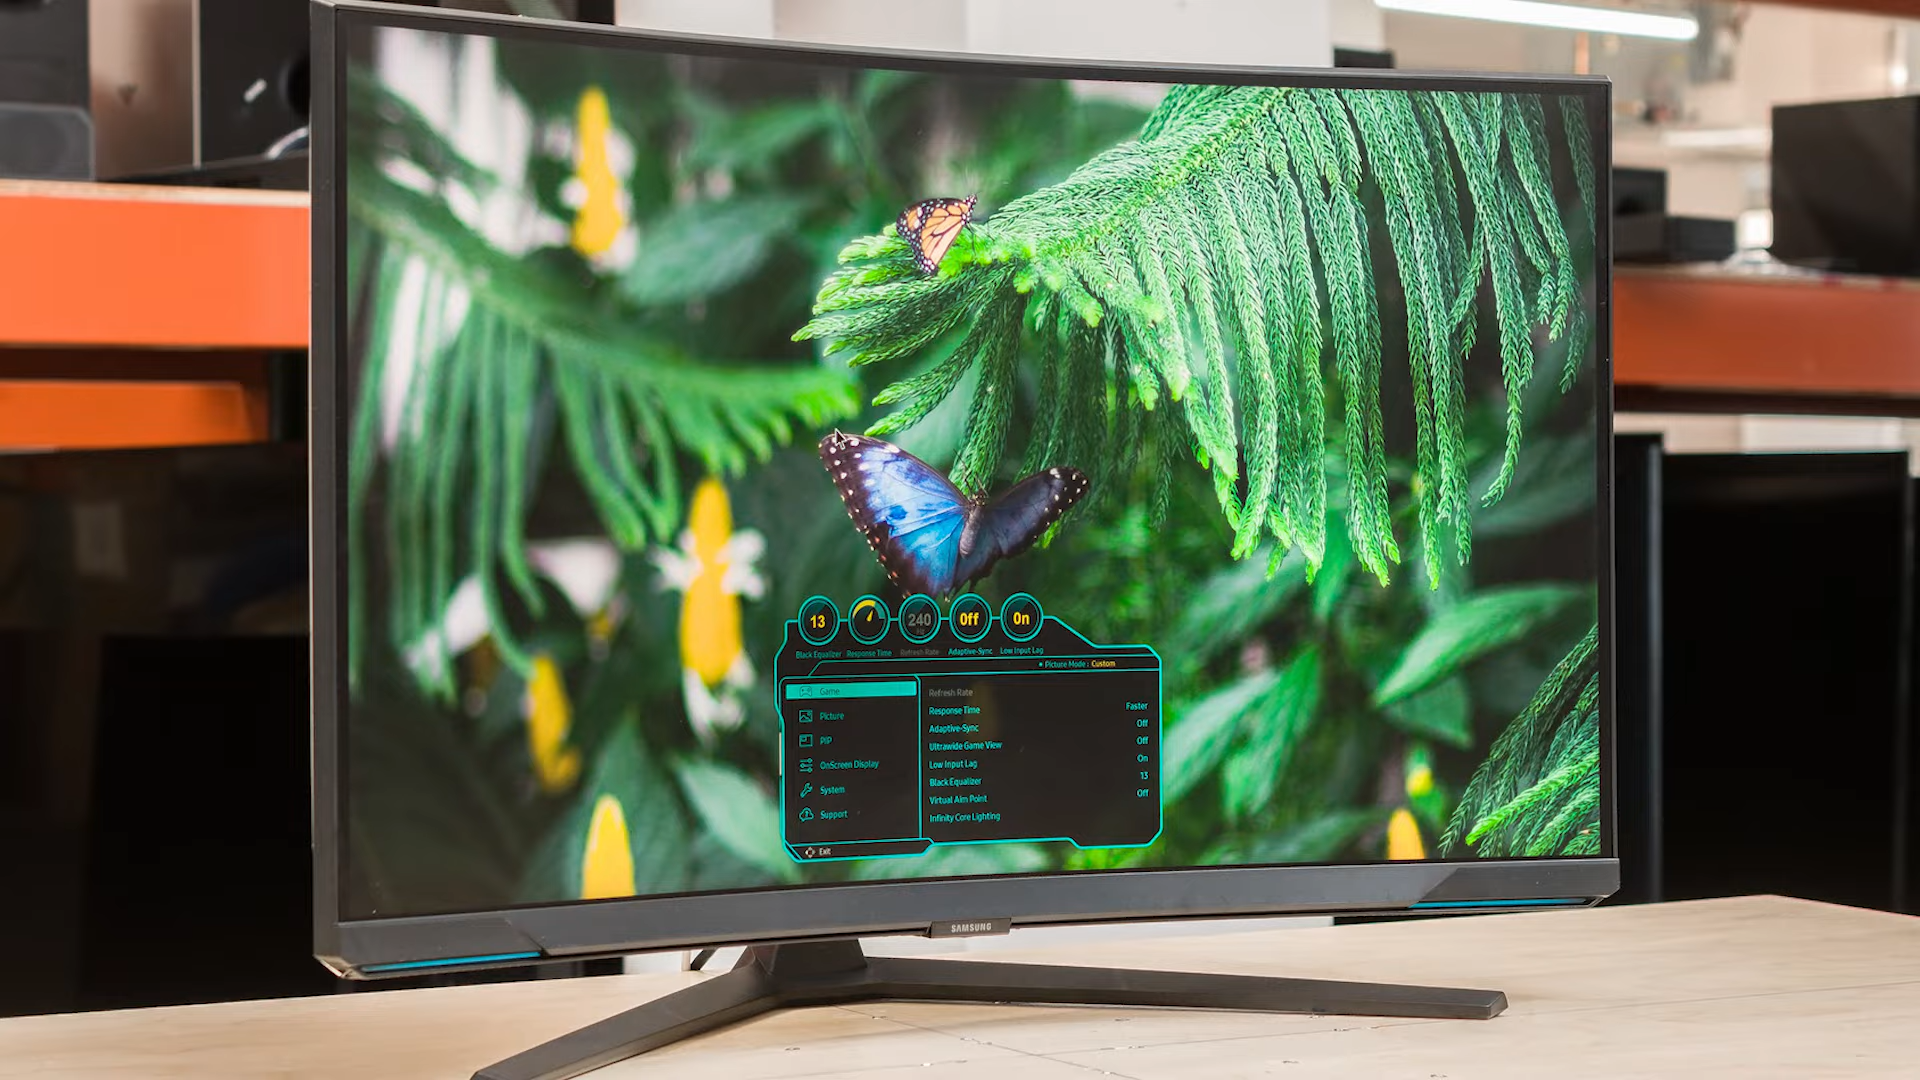 13
240
Hz
Off
On
Black Equalizer
Response Time
Refresh Rate
Adaptive-Sync
Low Input Lag
Picture Mode : Custom
Game
Picture
PIP
OnScreen Display
System
Support
Refresh Rate
Response Time Faster
Adaptive-Sync Off
Ultrawide Game View Off
Low Input Lag On
Black Equalizer 13
Virtual Aim Point Off
Infinity Core Lighting
Exit
SAMSUNG